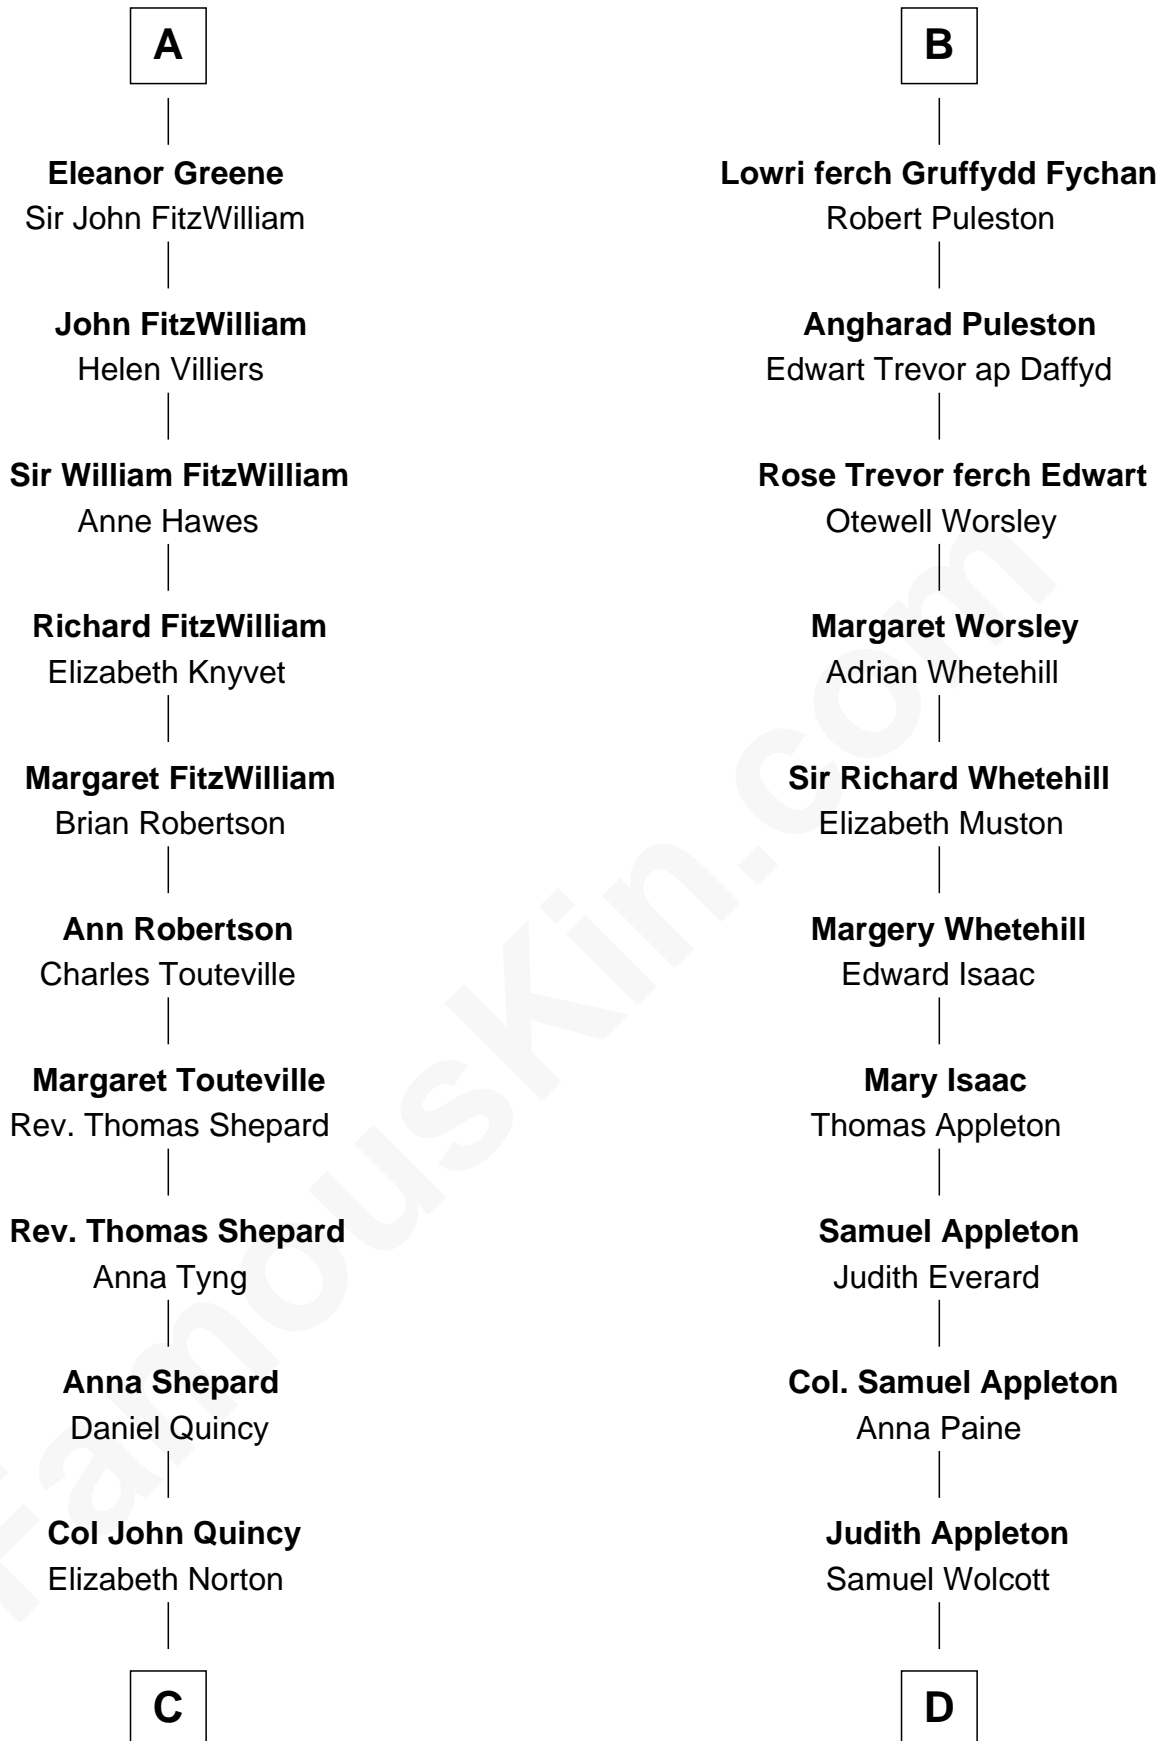 A
Eleanor Greene
Sir John FitzWilliam
John FitzWilliam
Helen Villiers
Sir William FitzWilliam
Anne Hawes
Richard FitzWilliam
Elizabeth Knyvet
Margaret FitzWilliam
Brian Robertson
Ann Robertson
Charles Touteville
Margaret Touteville
Rev. Thomas Shepard
Rev. Thomas Shepard
Anna Tyng
Anna Shepard
Daniel Quincy
Col John Quincy
Elizabeth Norton
C
B
Lowri ferch Gruffydd Fychan
Robert Puleston
Angharad Puleston
Edwart Trevor ap Daffyd
Rose Trevor ferch Edwart
Otewell Worsley
Margaret Worsley
Adrian Whetehill
Sir Richard Whetehill
Elizabeth Muston
Margery Whetehill
Edward Isaac
Mary Isaac
Thomas Appleton
Samuel Appleton
Judith Everard
Col. Samuel Appleton
Anna Paine
Judith Appleton
Samuel Wolcott
D
FamousKin.com